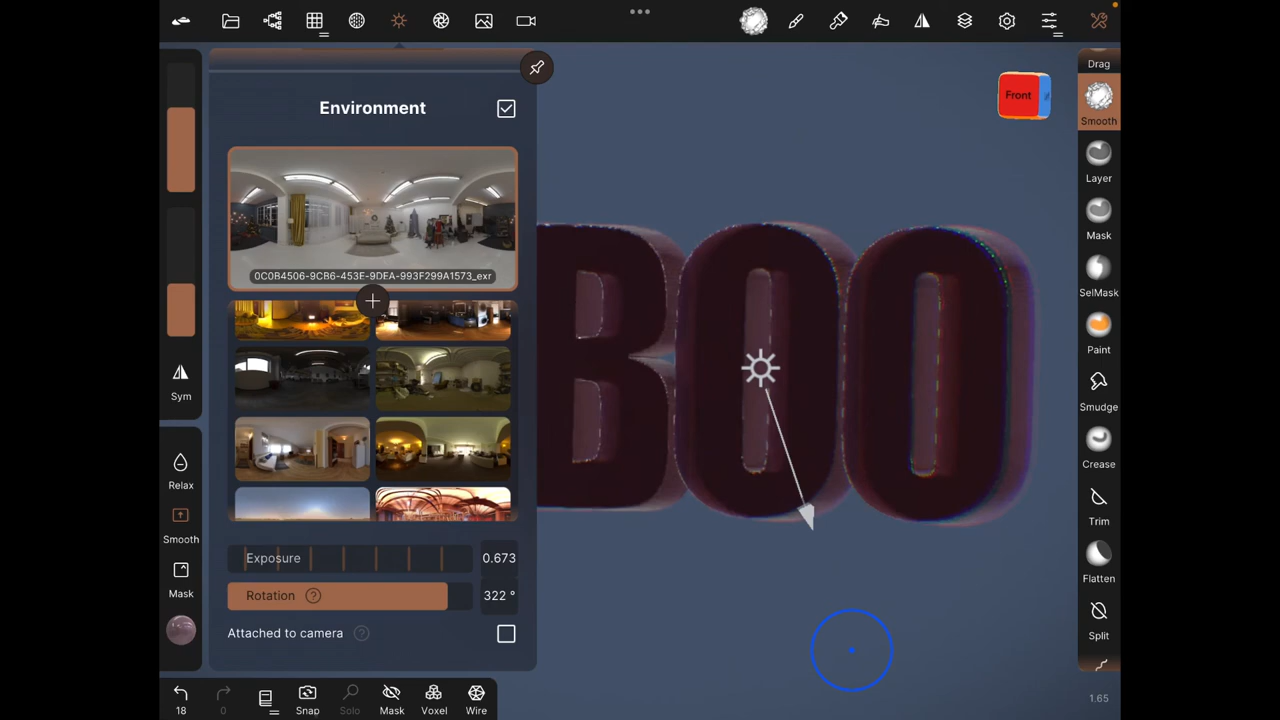 Environment
0C0B4506-9CB6-453F-9DEA-993F299A1573_exr
Exposure 0.673
Rotation ? 322 °
Attached to camera ?
Sym
Relax
Smooth
Mask
18
0
Snap
Solo
Mask
Voxel
Wire
BOO
Front
Drag
Smooth
Layer
Mask
SelMask
Paint
Smudge
Crease
Trim
Flatten
Split
1.65